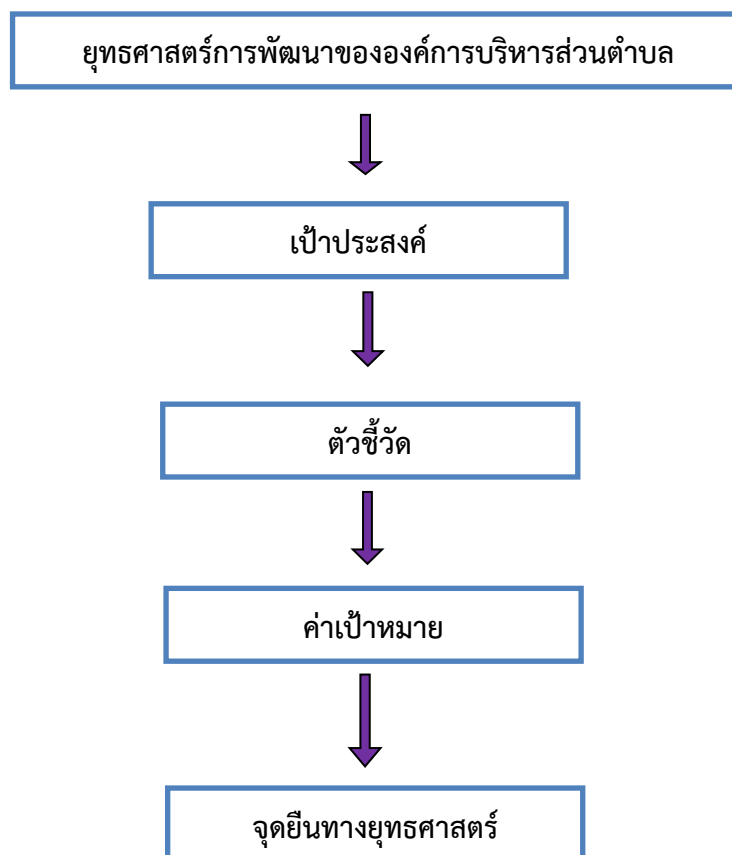 ยุทธศาสตร์การพัฒนาขององค์การบริหารส่วนตำบล
เป้าประสงค์
ตัวชี้วัด
ค่าเป้าหมาย
จุดยืนทางยุทธศาสตร์